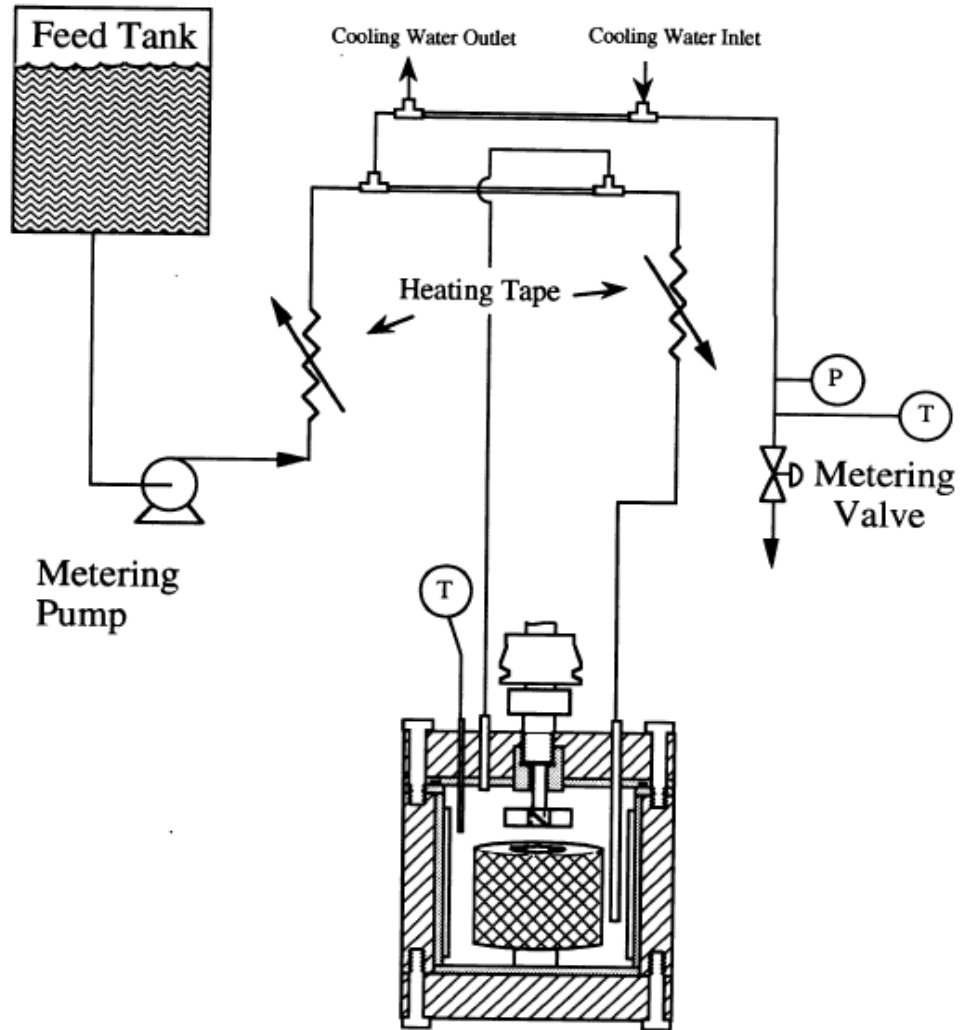 Feed Tank
Cooling Water Outlet
Cooling Water Inlet
Heating Tape
P
T
Metering
Valve
Metering
Pump
T